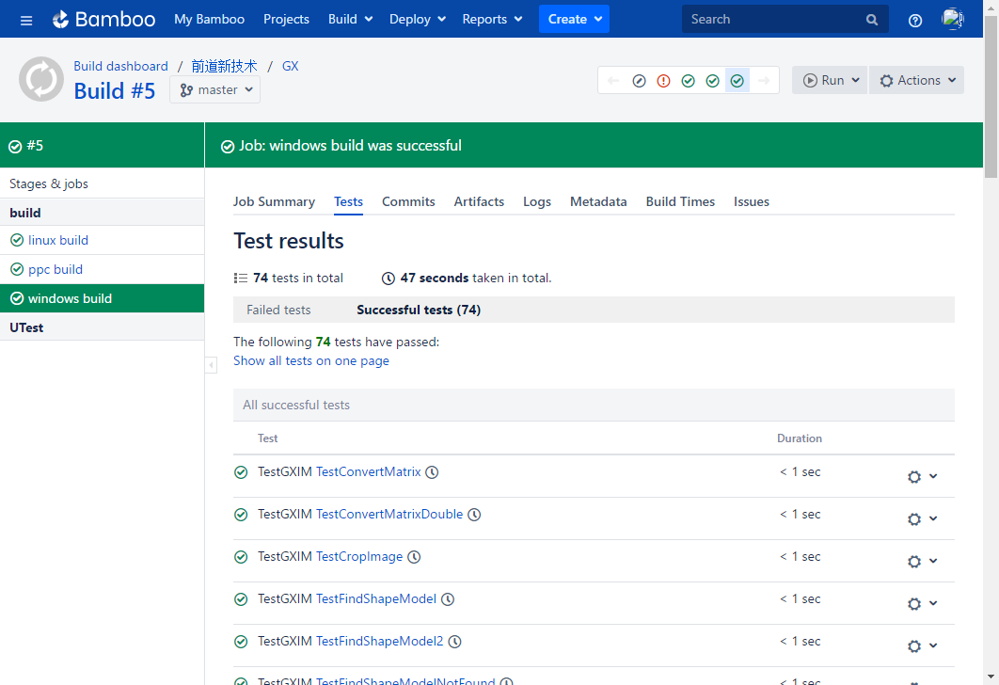 Bamboo My Bamboo Projects Build Deploy Reports Create Search
Build dashboard / 前道新技术 / GX
Build #5 master
Run Actions
#5
Job: windows build was successful
Stages & jobs
build
linux build
ppc build
windows build
UTest
Job Summary Tests Commits Artifacts Logs Metadata Build Times Issues
Test results
74 tests in total 47 seconds taken in total.
Failed tests Successful tests (74)
The following 74 tests have passed:
Show all tests on one page
All successful tests
Test Duration
TestGXIM TestConvertMatrix < 1 sec
TestGXIM TestConvertMatrixDouble < 1 sec
TestGXIM TestCropImage < 1 sec
TestGXIM TestFindShapeModel < 1 sec
TestGXIM TestFindShapeModel2 < 1 sec
TestGXIM TestFindShapeModelNotFound < 1 sec